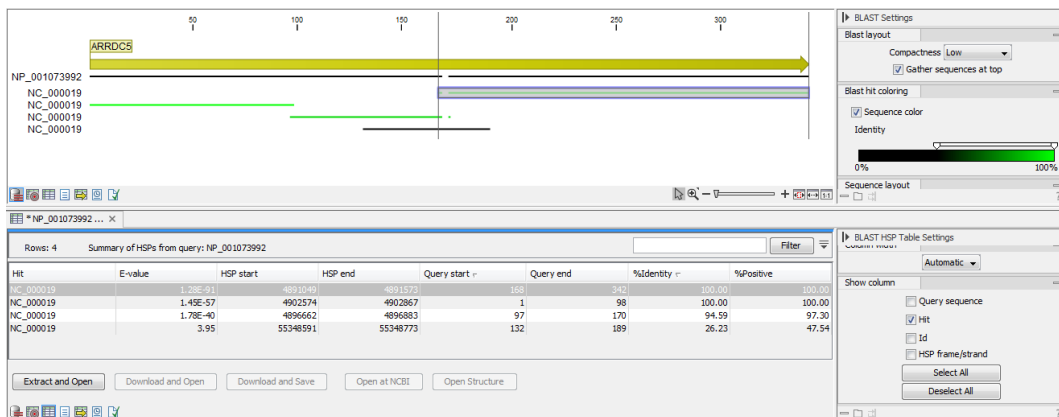 50 100 150 200 250 300
ARRDC5
NP_001073992
NC_000019
NC_000019
NC_000019
NC_000019
BLAST Settings
Blast layout
Compactness Low
Gather sequences at top
Blast hit coloring
Sequence color
Identity
0% 100%
Sequence layout
1:1
*NP_001073992 ...
Rows: 4 Summary of HSPs from query: NP_001073992 Filter
Hit E-value HSP start HSP end Query start Query end %Identity %Positive
NC_000019 1.28E-91 4891049 4891573 168 342 100.00 100.00
NC_000019 1.45E-57 4902574 4902867 1 98 100.00 100.00
NC_000019 1.78E-40 4896662 4896883 97 170 94.59 97.30
NC_000019 3.95 55348591 55348773 132 189 26.23 47.54
Extract and Open Download and Open Download and Save Open at NCBI Open Structure
BLAST HSP Table Settings
Column width
Automatic
Show column
Query sequence
Hit
Id
HSP frame/strand
Select All
Deselect All